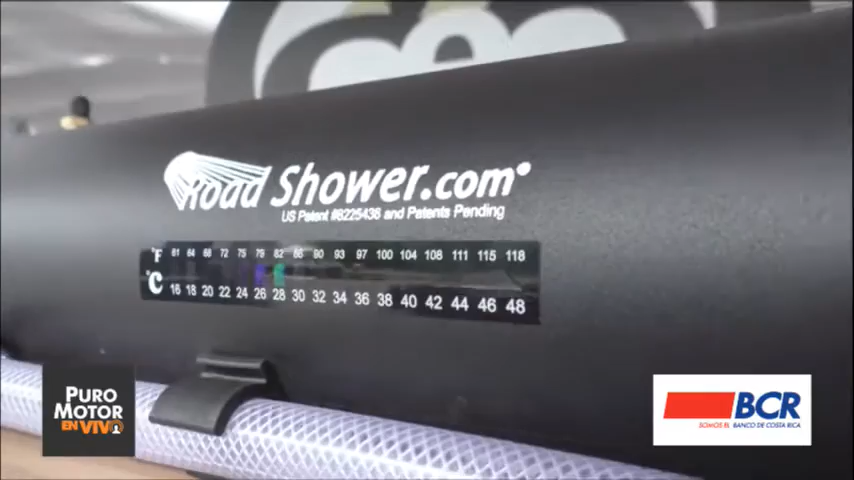 Road Shower.com
US Patent #8225436 and Patents Pending
°F 61 64 68 72 75 79 82 86 90 93 97 100 104 108 111 115 118
°C 16 18 20 22 24 26 28 30 32 34 36 38 40 42 44 46 48
PURO
MOTOR
EN VIVO
BCR
SOMOS EL BANCO DE COSTA RICA